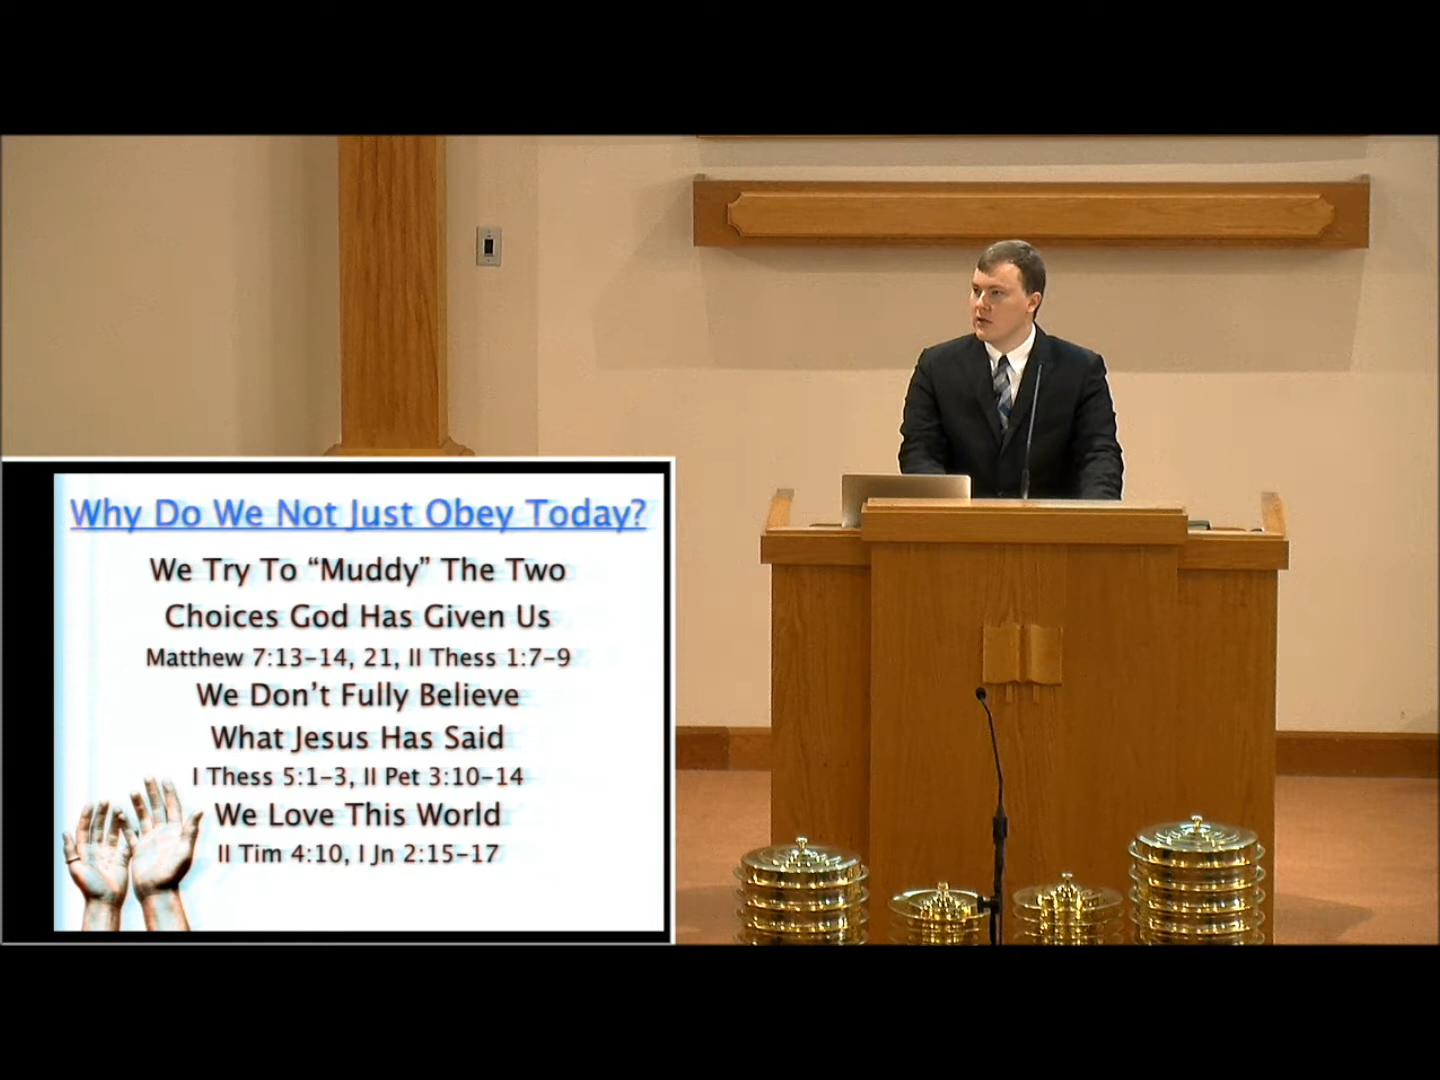 Why Do We Not Just Obey Today?
We Try To “Muddy” The Two
Choices God Has Given Us
Matthew 7:13-14, 21, II Thess 1:7-9
We Don’t Fully Believe
What Jesus Has Said
I Thess 5:1-3, II Pet 3:10-14
We Love This World
II Tim 4:10, I Jn 2:15-17